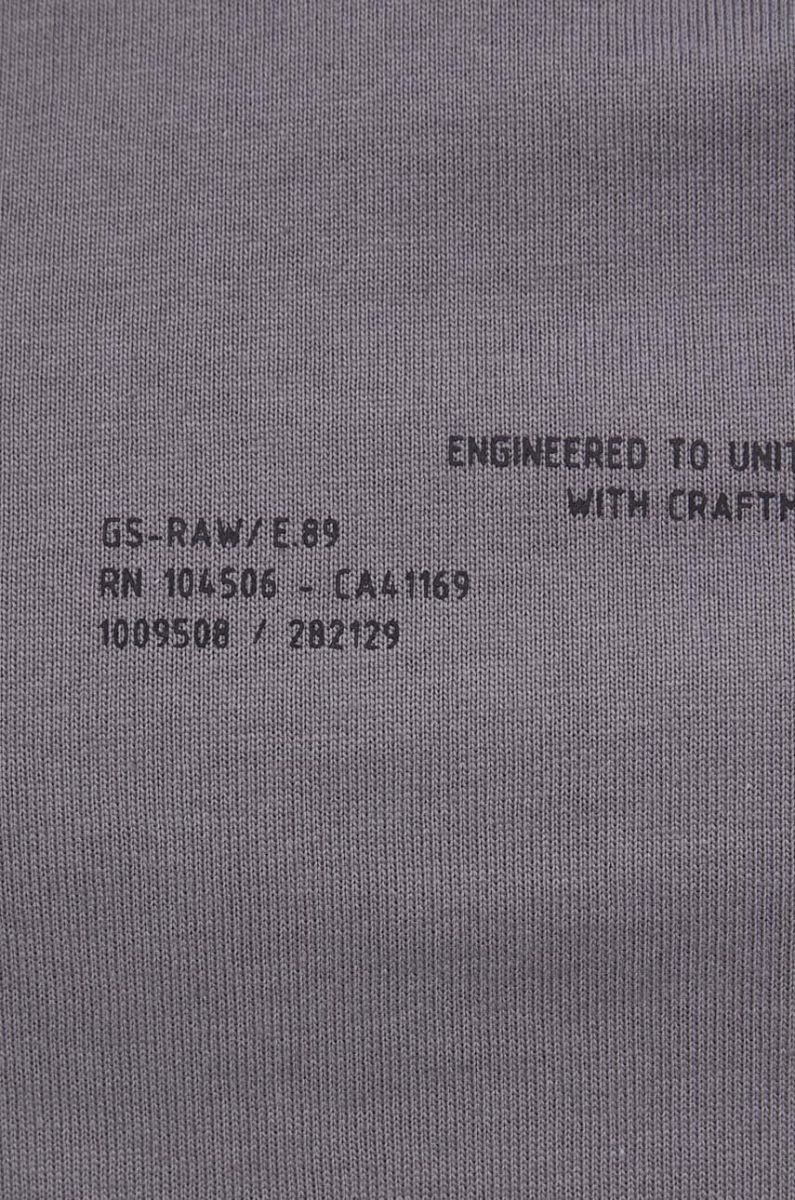 ENGINEERED TO UNIT
WITH CRAFTM
GS-RAW/E.89
RN 104506 - CA41169
1009508 / 282129